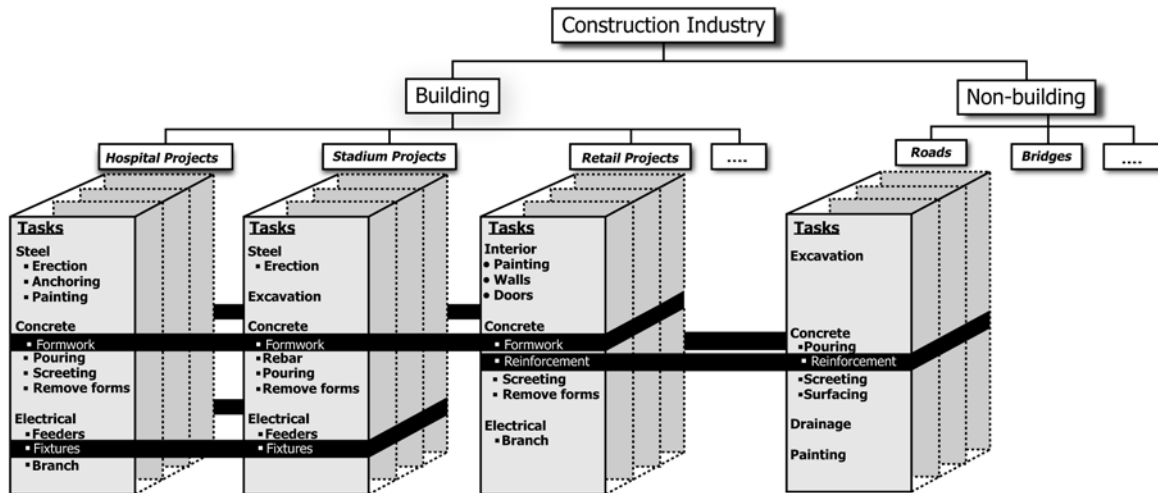 Construction Industry
Building
Non-building
Hospital Projects
Stadium Projects
Retail Projects
....
Roads
Bridges
....
Tasks
Steel
▪ Erection
▪ Anchoring
▪ Painting
Concrete
▪ Formwork
▪ Pouring
▪ Screeting
▪ Remove forms
Electrical
▪ Feeders
▪ Fixtures
▪ Branch
Tasks
Steel
▪ Erection
Excavation
Concrete
▪ Formwork
▪ Rebar
▪ Pouring
▪ Remove forms
Electrical
▪ Feeders
▪ Fixtures
Tasks
Interior
• Painting
• Walls
• Doors
Concrete
▪ Formwork
▪ Reinforcement
▪ Screeting
▪ Remove forms
Electrical
▪ Branch
Tasks
Excavation
Concrete
▪ Pouring
▪ Reinforcement
▪ Screeting
▪ Surfacing
Drainage
Painting